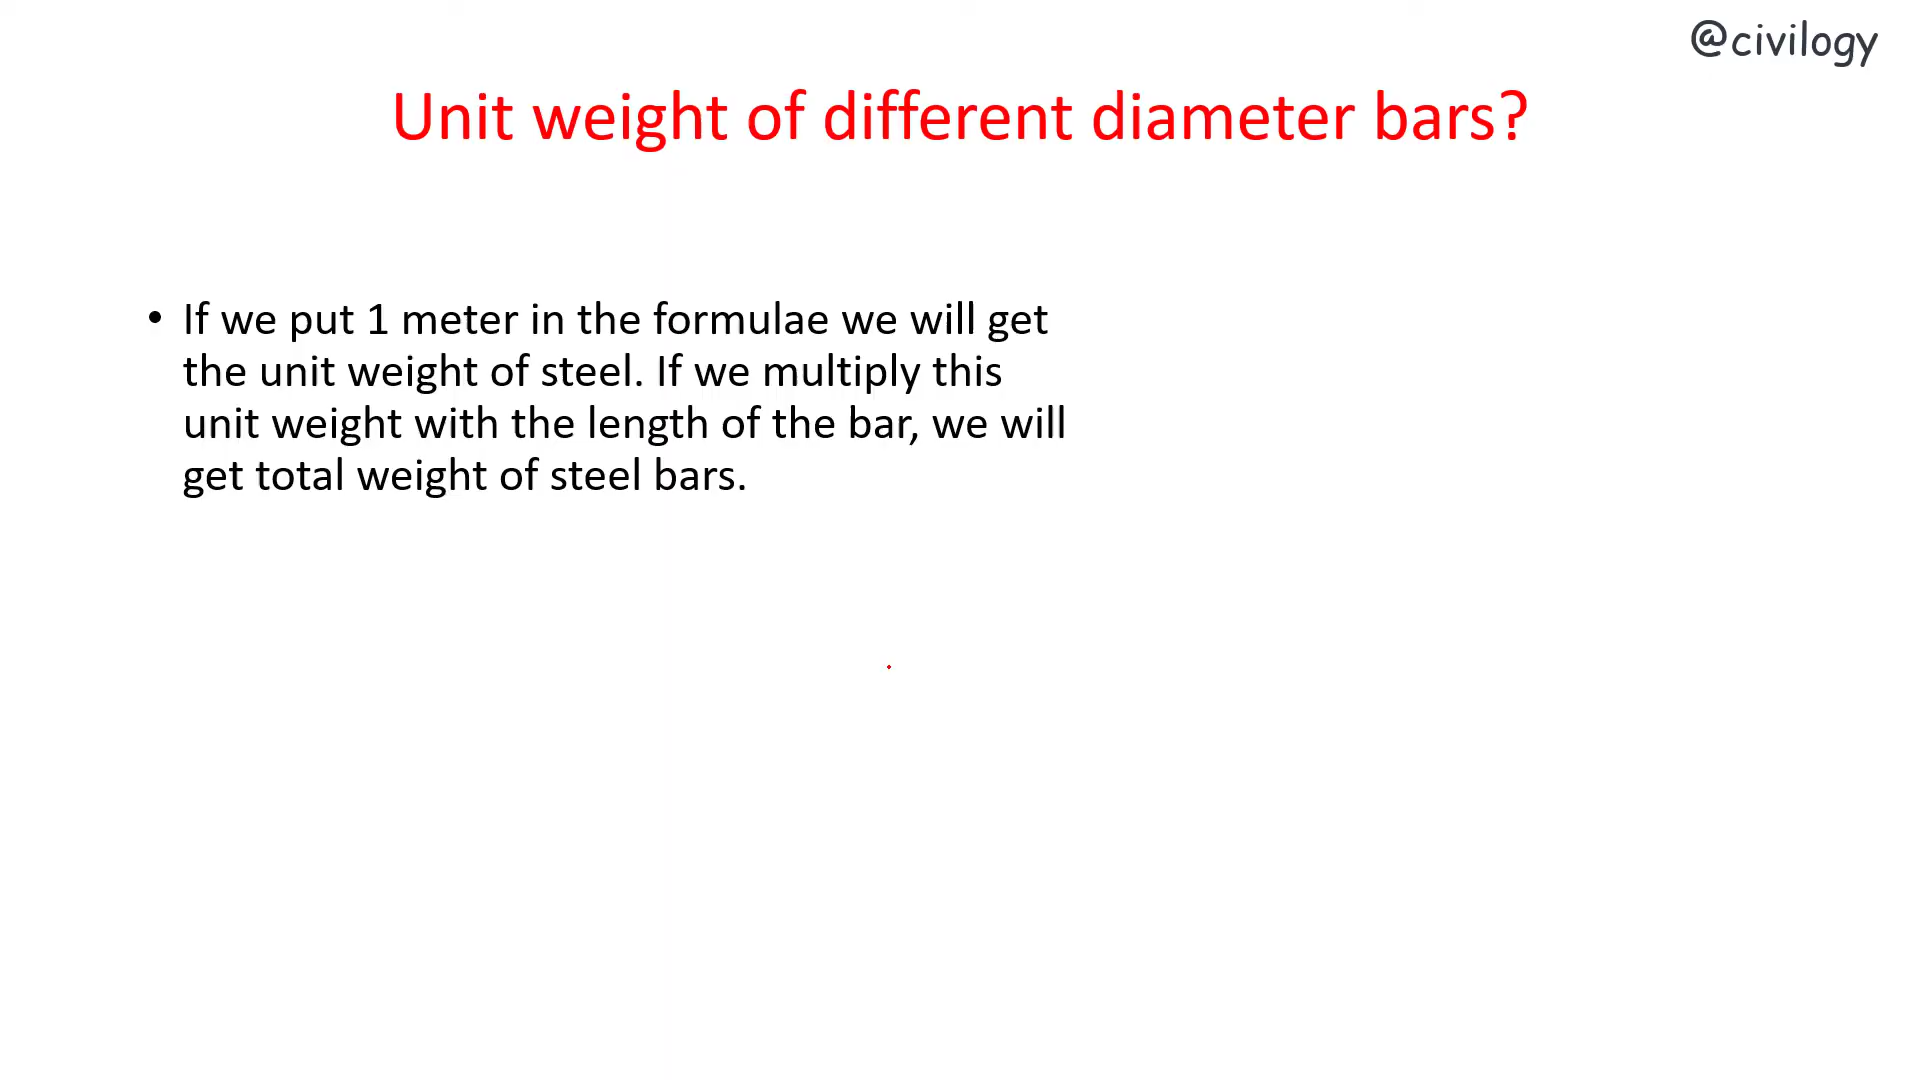 @civilogy
Unit weight of different diameter bars?
• If we put 1 meter in the formulae we will get
the unit weight of steel. If we multiply this
unit weight with the length of the bar, we will
get total weight of steel bars.